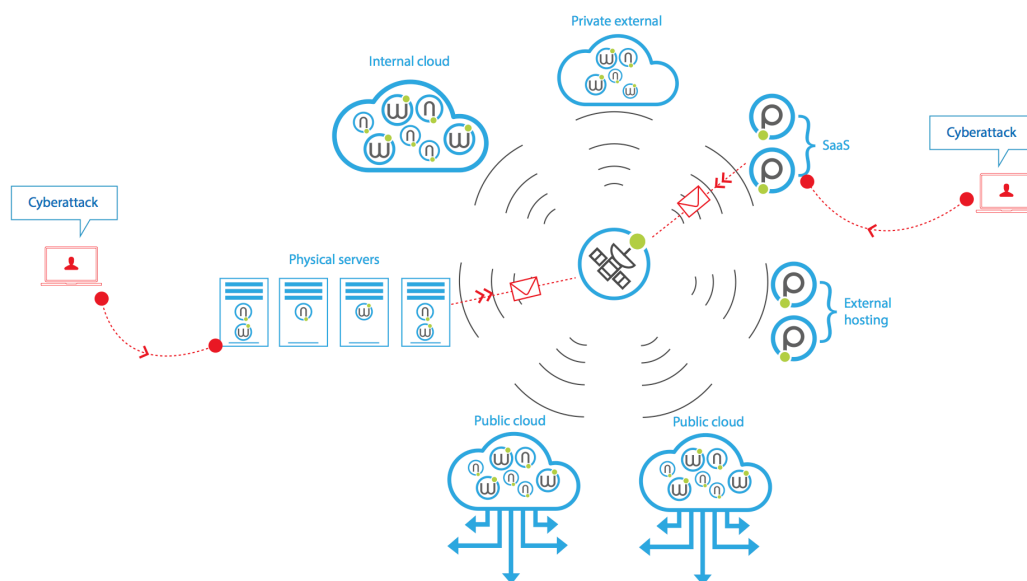 Private external
Internal cloud
Cyberattack
SaaS
Cyberattack
Physical servers
External
hosting
Public cloud
Public cloud